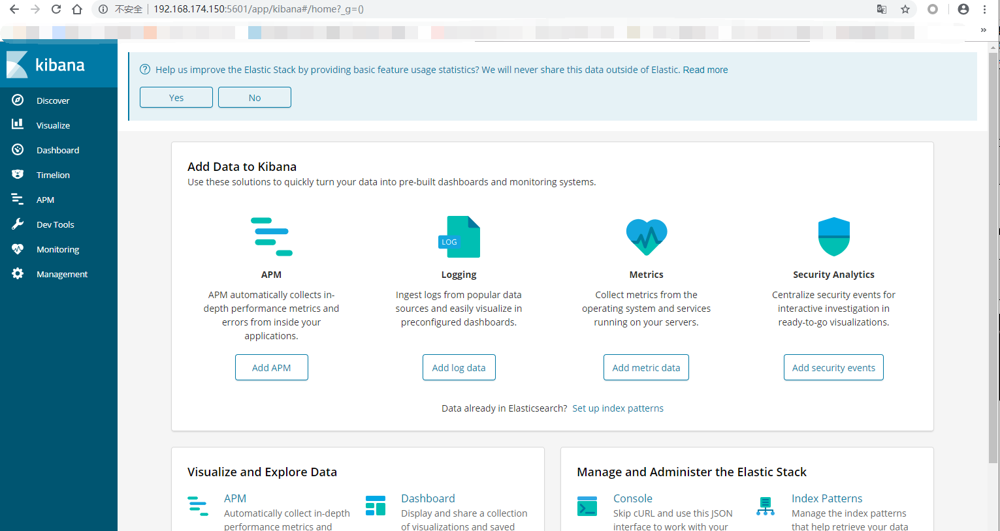 不安全 192.168.174.150:5601/app/kibana#/home?_g=()
»
kibana
Discover
Visualize
Dashboard
Timelion
APM
Dev Tools
Monitoring
Management
Help us improve the Elastic Stack by providing basic feature usage statistics? We will never share this data outside of Elastic. Read more
Yes No
Add Data to Kibana
Use these solutions to quickly turn your data into pre-built dashboards and monitoring systems.
APM
APM automatically collects in-
depth performance metrics and
errors from inside your
applications.
Add APM
LOG
Logging
Ingest logs from popular data
sources and easily visualize in
preconfigured dashboards.
Add log data
Metrics
Collect metrics from the
operating system and services
running on your servers.
Add metric data
Security Analytics
Centralize security events for
interactive investigation in
ready-to-go visualizations.
Add security events
Data already in Elasticsearch? Set up index patterns
Visualize and Explore Data
APM
Automatically collect in-depth
performance metrics and
Dashboard
Display and share a collection
of visualizations and saved
Manage and Administer the Elastic Stack
Console
Skip cURL and use this JSON
interface to work with your
Index Patterns
Manage the index patterns
that help retrieve your data